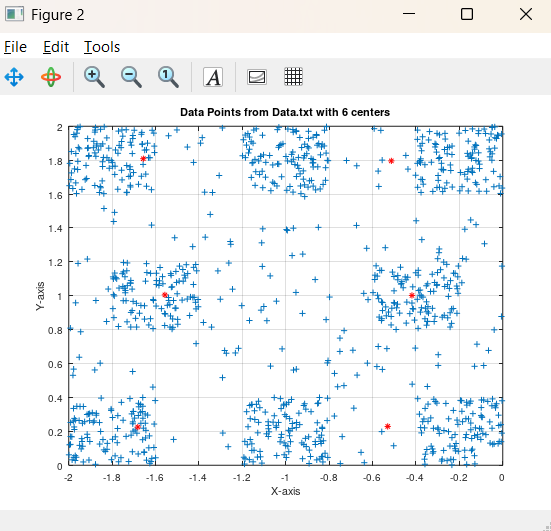 Figure 2
File Edit Tools
A
Data Points from Data.txt with 6 centers
2
1.8
1.6
1.4
1.2
1
0.8
0.6
0.4
0.2
0
Y-axis
-2 -1.8 -1.6 -1.4 -1.2 -1 -0.8 -0.6 -0.4 -0.2 0
X-axis